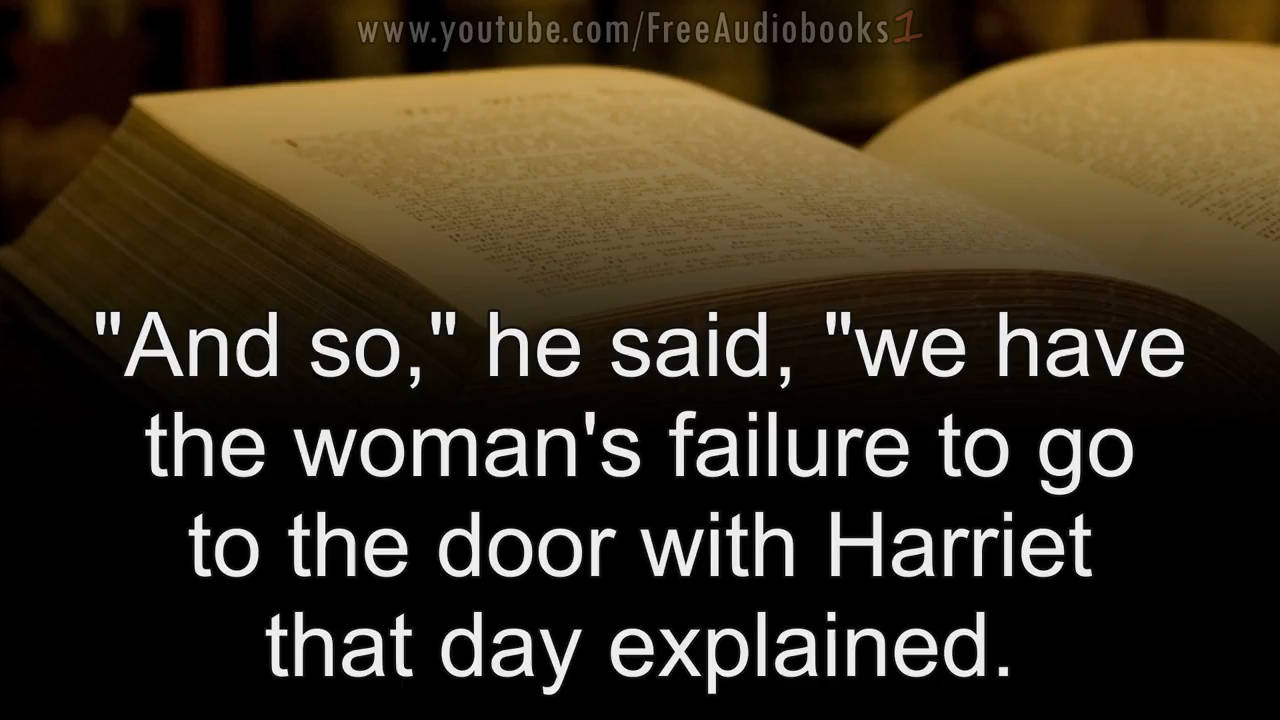 www.youtube.com/FreeAudiobooks1
"And so," he said, "we have
the woman's failure to go
to the door with Harriet
that day explained.